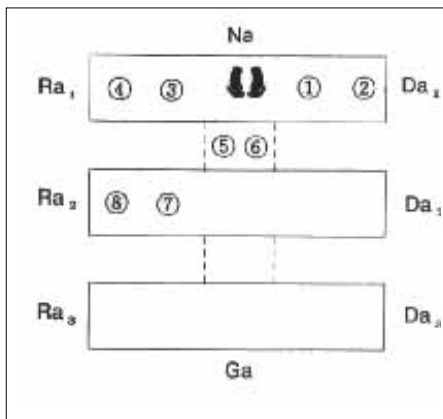 Na
Ra₁ ④ ③ ① ② Da₁
⑤ ⑥
Ra₂ ⑧ ⑦ Da₂
Ra₃ Da₃
Ga